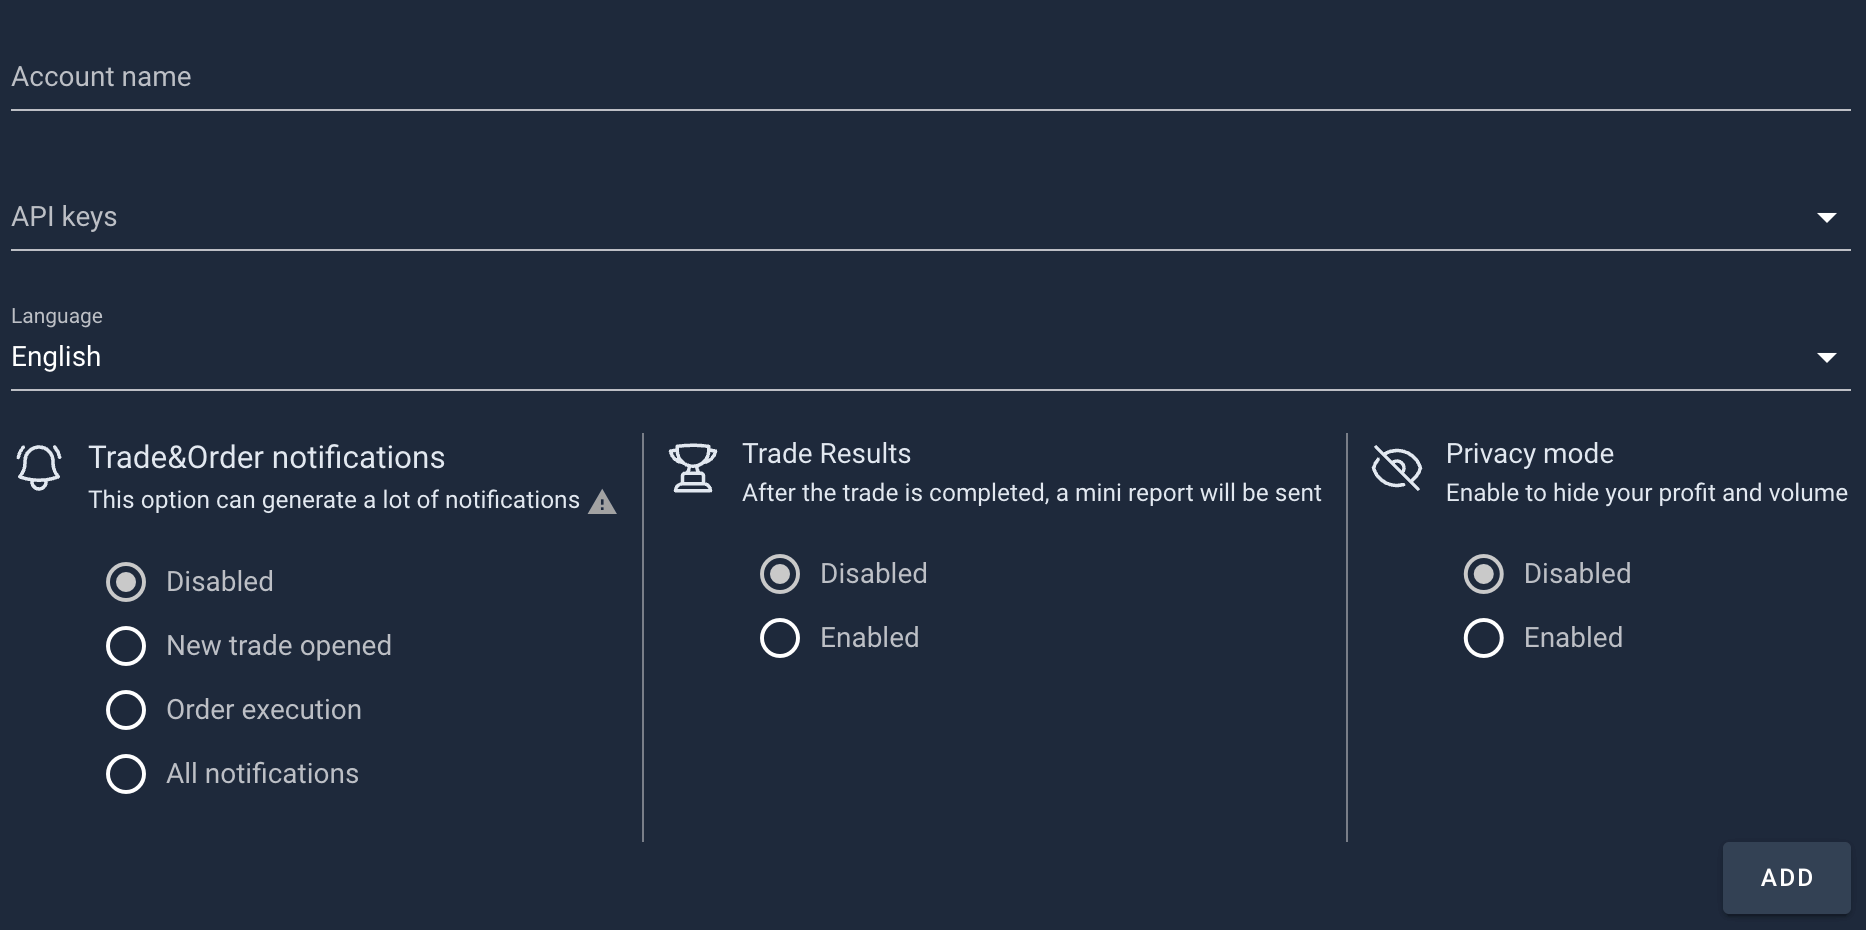 Account name
API keys
Language
English
Trade&Order notifications
This option can generate a lot of notifications
Disabled
New trade opened
Order execution
All notifications
Trade Results
After the trade is completed, a mini report will be sent
Disabled
Enabled
Privacy mode
Enable to hide your profit and volume
Disabled
Enabled
ADD